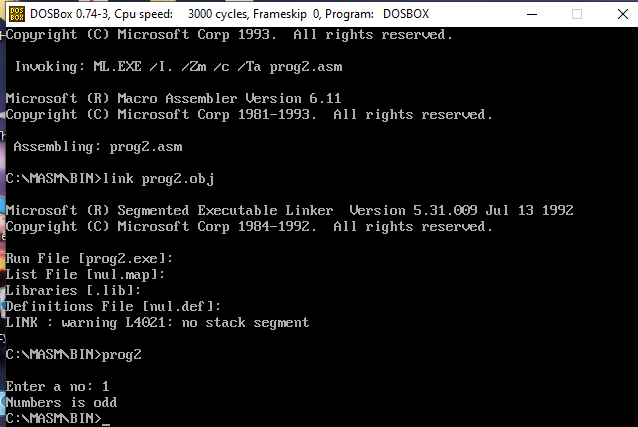 DOSBox 0.74-3, Cpu speed: 3000 cycles, Frameskip 0, Program: DOSBOX
Copyright (C) Microsoft Corp 1993. All rights reserved.
Invoking: ML.EXE /I. /Zm /c /Ta prog2.asm
Microsoft (R) Macro Assembler Version 6.11
Copyright (C) Microsoft Corp 1981-1993. All rights reserved.
Assembling: prog2.asm
C:\MASM\BIN>link prog2.obj
Microsoft (R) Segmented Executable Linker Version 5.31.009 Jul 13 1992
Copyright (C) Microsoft Corp 1984-1992. All rights reserved.
Run File [prog2.exe]:
List File [nul.map]:
Libraries [.lib]:
Definitions File [nul.def]:
LINK : warning L4021: no stack segment
C:\MASM\BIN>prog2
Enter a no: 1
Numbers is odd
C:\MASM\BIN>_